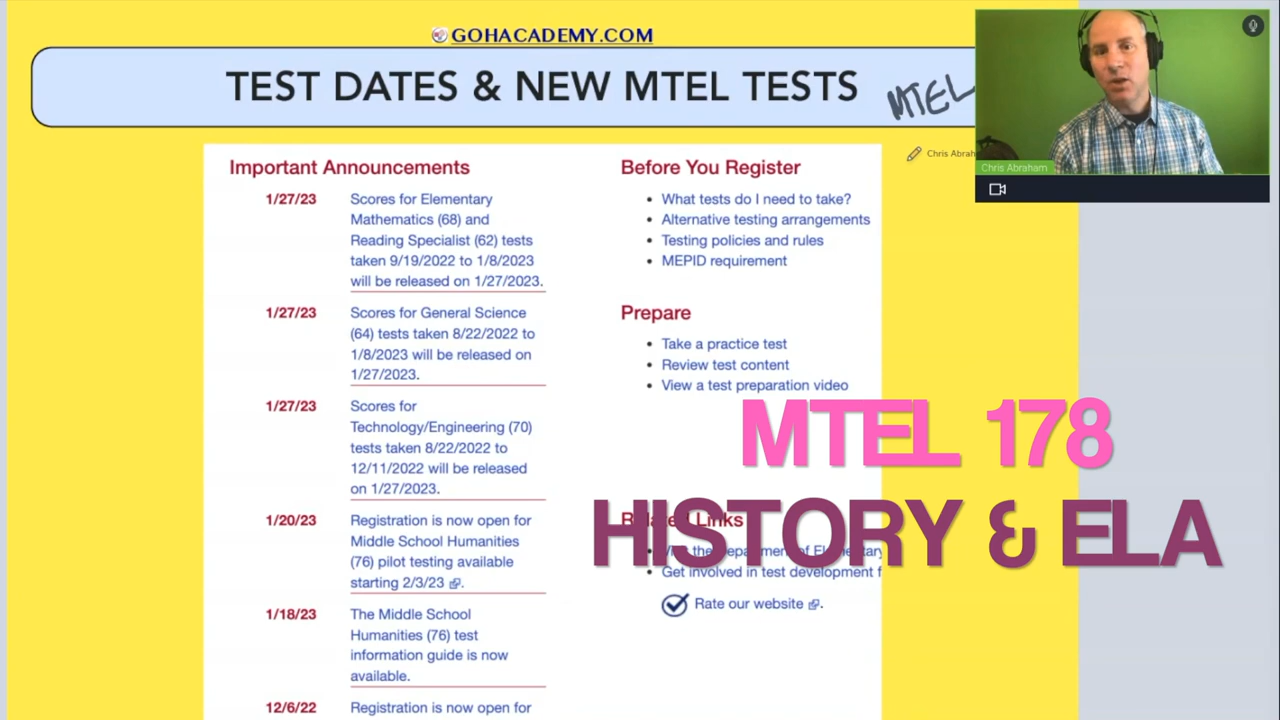 GOHACADEMY.COM
TEST DATES & NEW MTEL TESTS
MTEL
Chris Abrah
Chris Abraham
Important Announcements
1/27/23 Scores for Elementary
Mathematics (68) and
Reading Specialist (62) tests
taken 9/19/2022 to 1/8/2023
will be released on 1/27/2023.
1/27/23 Scores for General Science
(64) tests taken 8/22/2022 to
1/8/2023 will be released on
1/27/2023.
1/27/23 Scores for
Technology/Engineering (70)
tests taken 8/22/2022 to
12/11/2022 will be released
on 1/27/2023.
1/20/23 Registration is now open for
Middle School Humanities
(76) pilot testing available
starting 2/3/23
1/18/23 The Middle School
Humanities (76) test
information guide is now
available.
12/6/22 Registration is now open for
Before You Register
What tests do I need to take?
Alternative testing arrangements
Testing policies and rules
MEPID requirement
Prepare
Take a practice test
Review test content
View a test preparation video
MTEL 178
HISTORY & ELA
Links
the of Elementary
Get involved in test development f
Rate our website